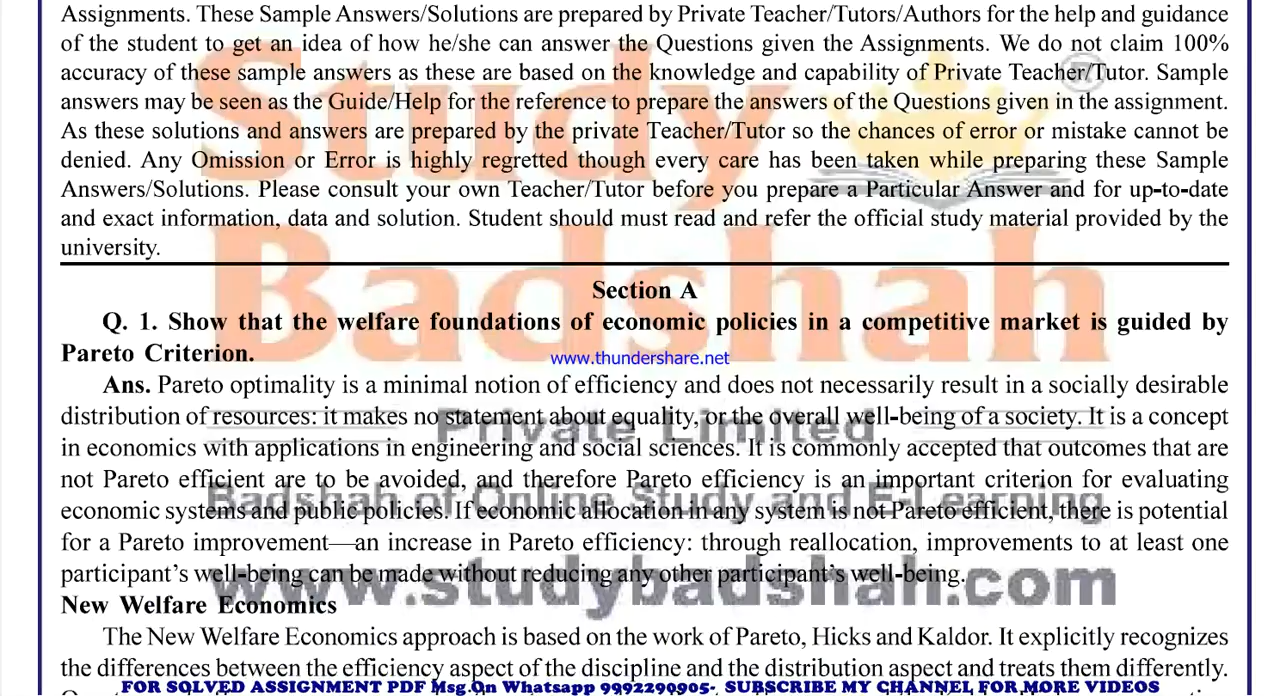 Assignments. These Sample Answers/Solutions are prepared by Private Teacher/Tutors/Authors for the help and guidance
of the student to get an idea of how he/she can answer the Questions given the Assignments. We do not claim 100%
accuracy of these sample answers as these are based on the knowledge and capability of Private Teacher/Tutor. Sample
answers may be seen as the Guide/Help for the reference to prepare the answers of the Questions given in the assignment.
As these solutions and answers are prepared by the private Teacher/Tutor so the chances of error or mistake cannot be
denied. Any Omission or Error is highly regretted though every care has been taken while preparing these Sample
Answers/Solutions. Please consult your own Teacher/Tutor before you prepare a Particular Answer and for up-to-date
and exact information, data and solution. Student should must read and refer the official study material provided by the
university.
Study
Badshah
®
Section A
Q. 1. Show that the welfare foundations of economic policies in a competitive market is guided by
Pareto Criterion.
www.thundershare.net
Ans. Pareto optimality is a minimal notion of efficiency and does not necessarily result in a socially desirable
distribution of resources: it makes no statement about equality, or the overall well-being of a society. It is a concept
Private Limited
in economics with applications in engineering and social sciences. It is commonly accepted that outcomes that are
not Pareto efficient are to be avoided, and therefore Pareto efficiency is an important criterion for evaluating
Badshah of Online Study and E-Learning
economic systems and public policies. If economic allocation in any system is not Pareto efficient, there is potential
for a Pareto improvement—an increase in Pareto efficiency: through reallocation, improvements to at least one
participant's well-being can be made without reducing any other participant's well-being.
www.studybadshah.com
New Welfare Economics
The New Welfare Economics approach is based on the work of Pareto, Hicks and Kaldor. It explicitly recognizes
the differences between the efficiency aspect of the discipline and the distribution aspect and treats them differently.
FOR SOLVED ASSIGNMENT PDF Msg On Whatsapp 9992290905-, SUBSCRIBE MY CHANNEL FOR MORE VIDEOS